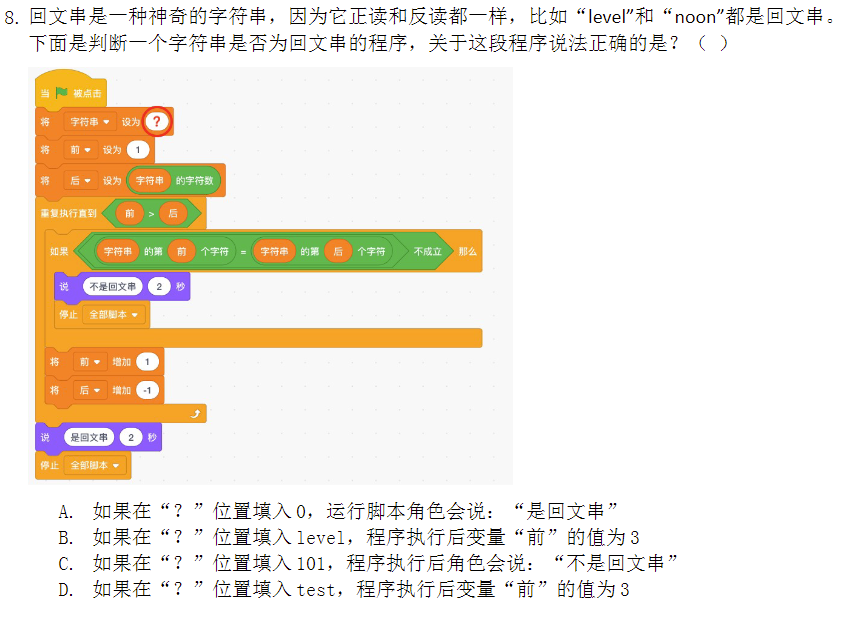 8. 回文串是一种神奇的字符串，因为它正读和反读都一样，比如“level”和“noon”都是回文串。
下面是判断一个字符串是否为回文串的程序，关于这段程序说法正确的是？（ ）
当 被点击
将 字符串 设为 ?
将 前 设为 1
将 后 设为 字符串 的字符数
重复执行直到 前 > 后
如果 字符串 的第 前 个字符 = 字符串 的第 后 个字符 不成立 那么
说 不是回文串 2 秒
停止 全部脚本
将 前 增加 1
将 后 增加 -1
说 是回文串 2 秒
停止 全部脚本
A. 如果在“？”位置填入0，运行脚本角色会说：“是回文串”
B. 如果在“？”位置填入level，程序执行后变量“前”的值为3
C. 如果在“？”位置填入101，程序执行后角色会说：“不是回文串”
D. 如果在“？”位置填入test，程序执行后变量“前”的值为3